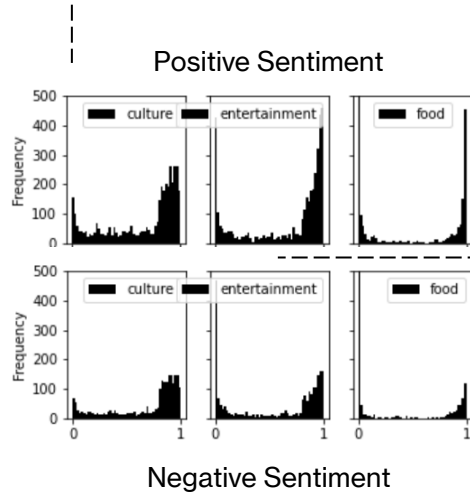 Positive Sentiment
500
400
300
200
100
0
Frequency
culture
entertainment
food
500
400
300
200
100
0
Frequency
culture
entertainment
food
0 1
0 1
0 1
Negative Sentiment